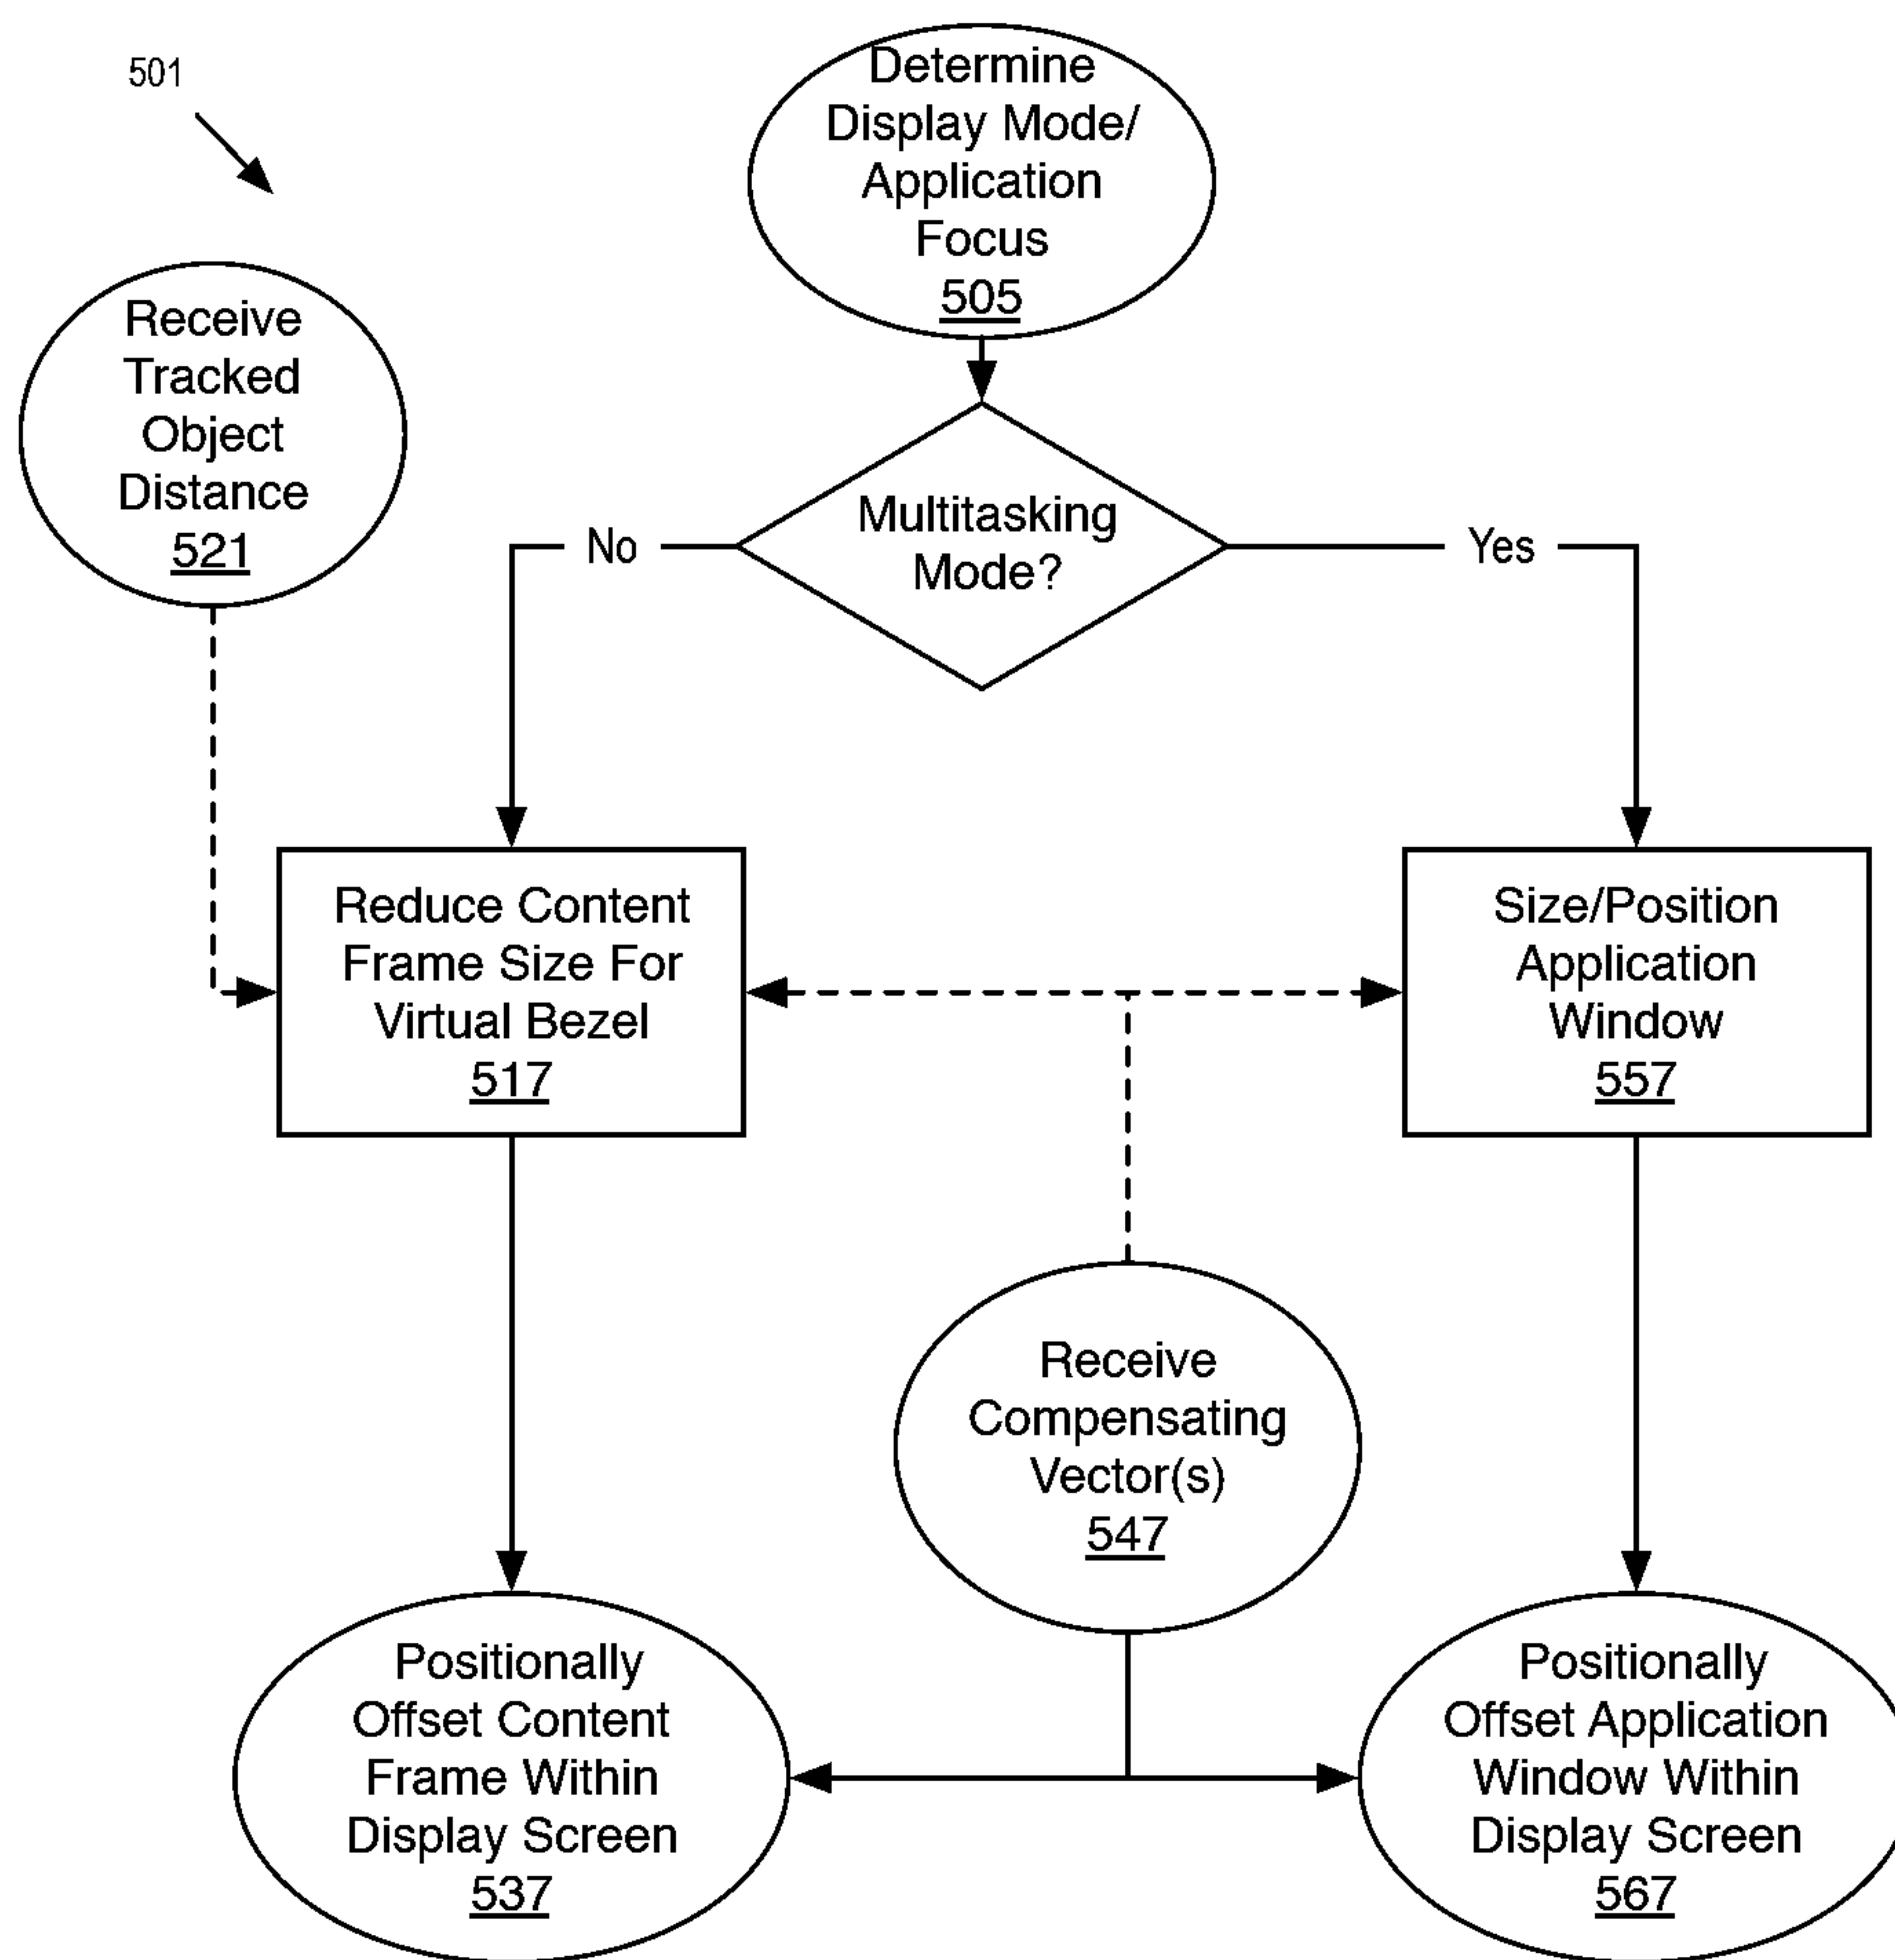 501
Determine
Display Mode/
Application
Focus
505
Receive
Tracked
Object
Distance
521
Multitasking
Mode?
No
Yes
Reduce Content
Frame Size For
Virtual Bezel
517
Size/Position
Application
Window
557
Receive
Compensating
Vector(s)
547
Positionally
Offset Content
Frame Within
Display Screen
537
Positionally
Offset Application
Window Within
Display Screen
567